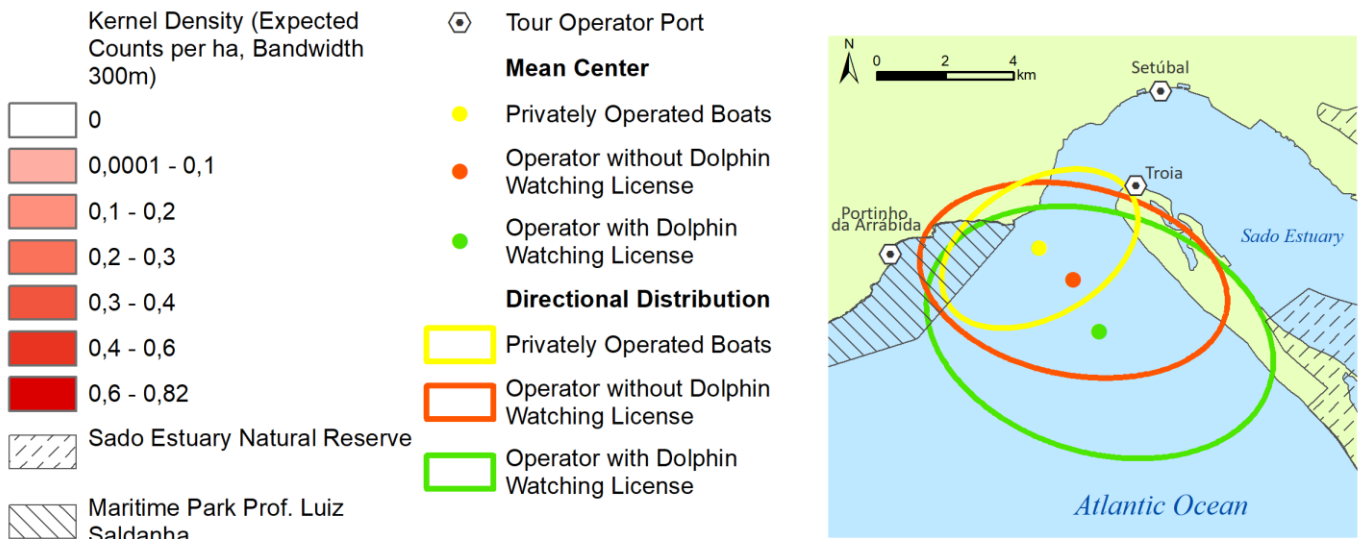 Kernel Density (Expected
Counts per ha, Bandwidth
300m)
0
0,0001 - 0,1
0,1 - 0,2
0,2 - 0,3
0,3 - 0,4
0,4 - 0,6
0,6 - 0,82
Sado Estuary Natural Reserve
Maritime Park Prof. Luiz
Saldanha
Tour Operator Port
Mean Center
Privately Operated Boats
Operator without Dolphin
Watching License
Operator with Dolphin
Watching License
Directional Distribution
Privately Operated Boats
Operator without Dolphin
Watching License
Operator with Dolphin
Watching License
N
0 2 4
km
Setúbal
Troia
Portinho
da Arrabida
Sado Estuary
Atlantic Ocean